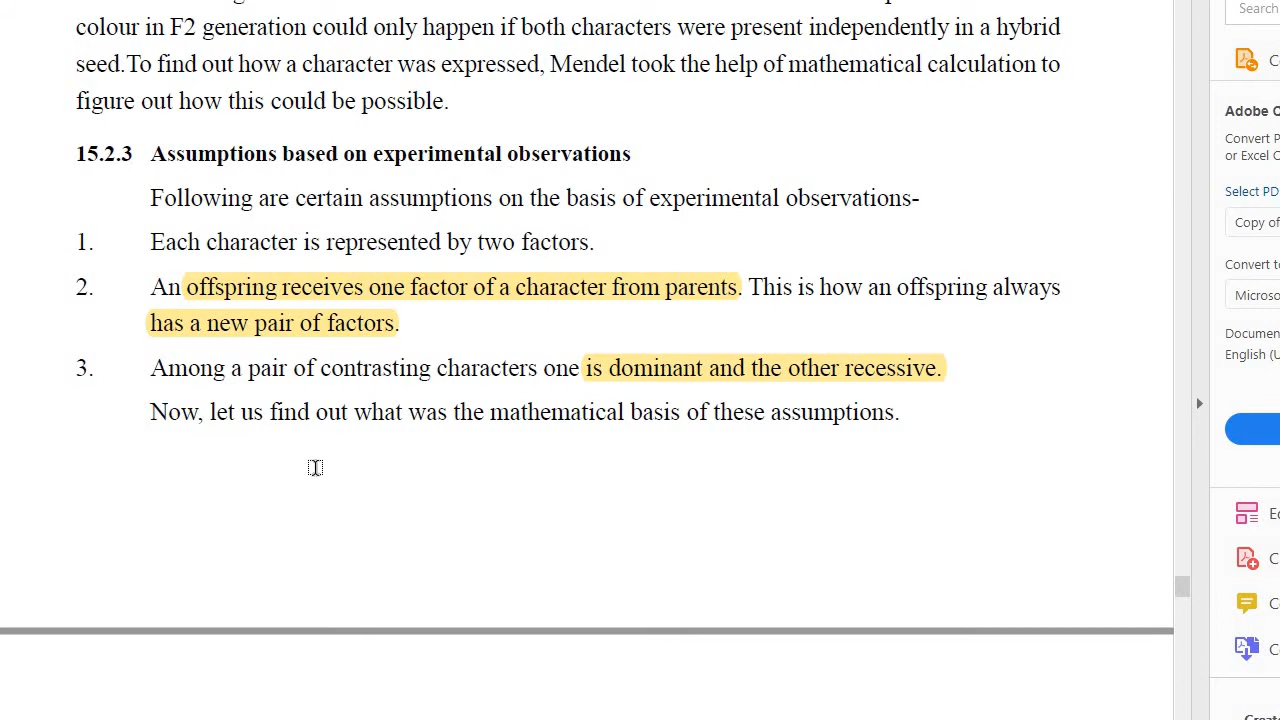 colour in F2 generation could only happen if both characters were present independently in a hybrid
seed.To find out how a character was expressed, Mendel took the help of mathematical calculation to
figure out how this could be possible.
15.2.3 Assumptions based on experimental observations
Following are certain assumptions on the basis of experimental observations-
1. Each character is represented by two factors.
2. An offspring receives one factor of a character from parents. This is how an offspring always
has a new pair of factors.
3. Among a pair of contrasting characters one is dominant and the other recessive.
Now, let us find out what was the mathematical basis of these assumptions.
Search
Adobe
Convert P
or Excel
Select PD
Copy of
Convert to
Microso
Documen
English (U